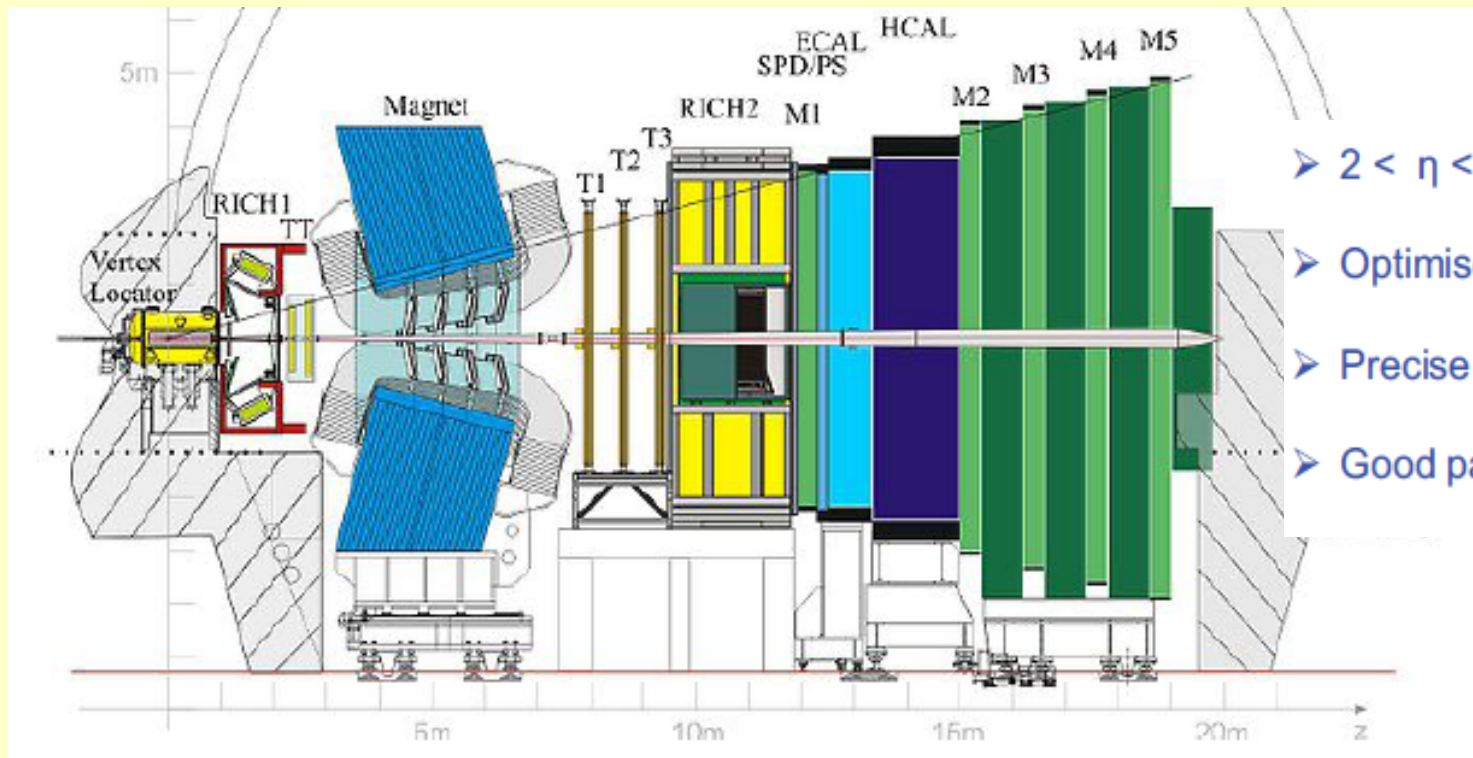 5m
Magnet
RICH1
TT
Vertex
Locator
T1
T2
T3
RICH2
M1
SPD/PS
ECAL
HCAL
M2
M3
M4
M5
➢ 2 < η <
➢ Optimis
➢ Precise
➢ Good pa
5m
10m
15m
20m
z